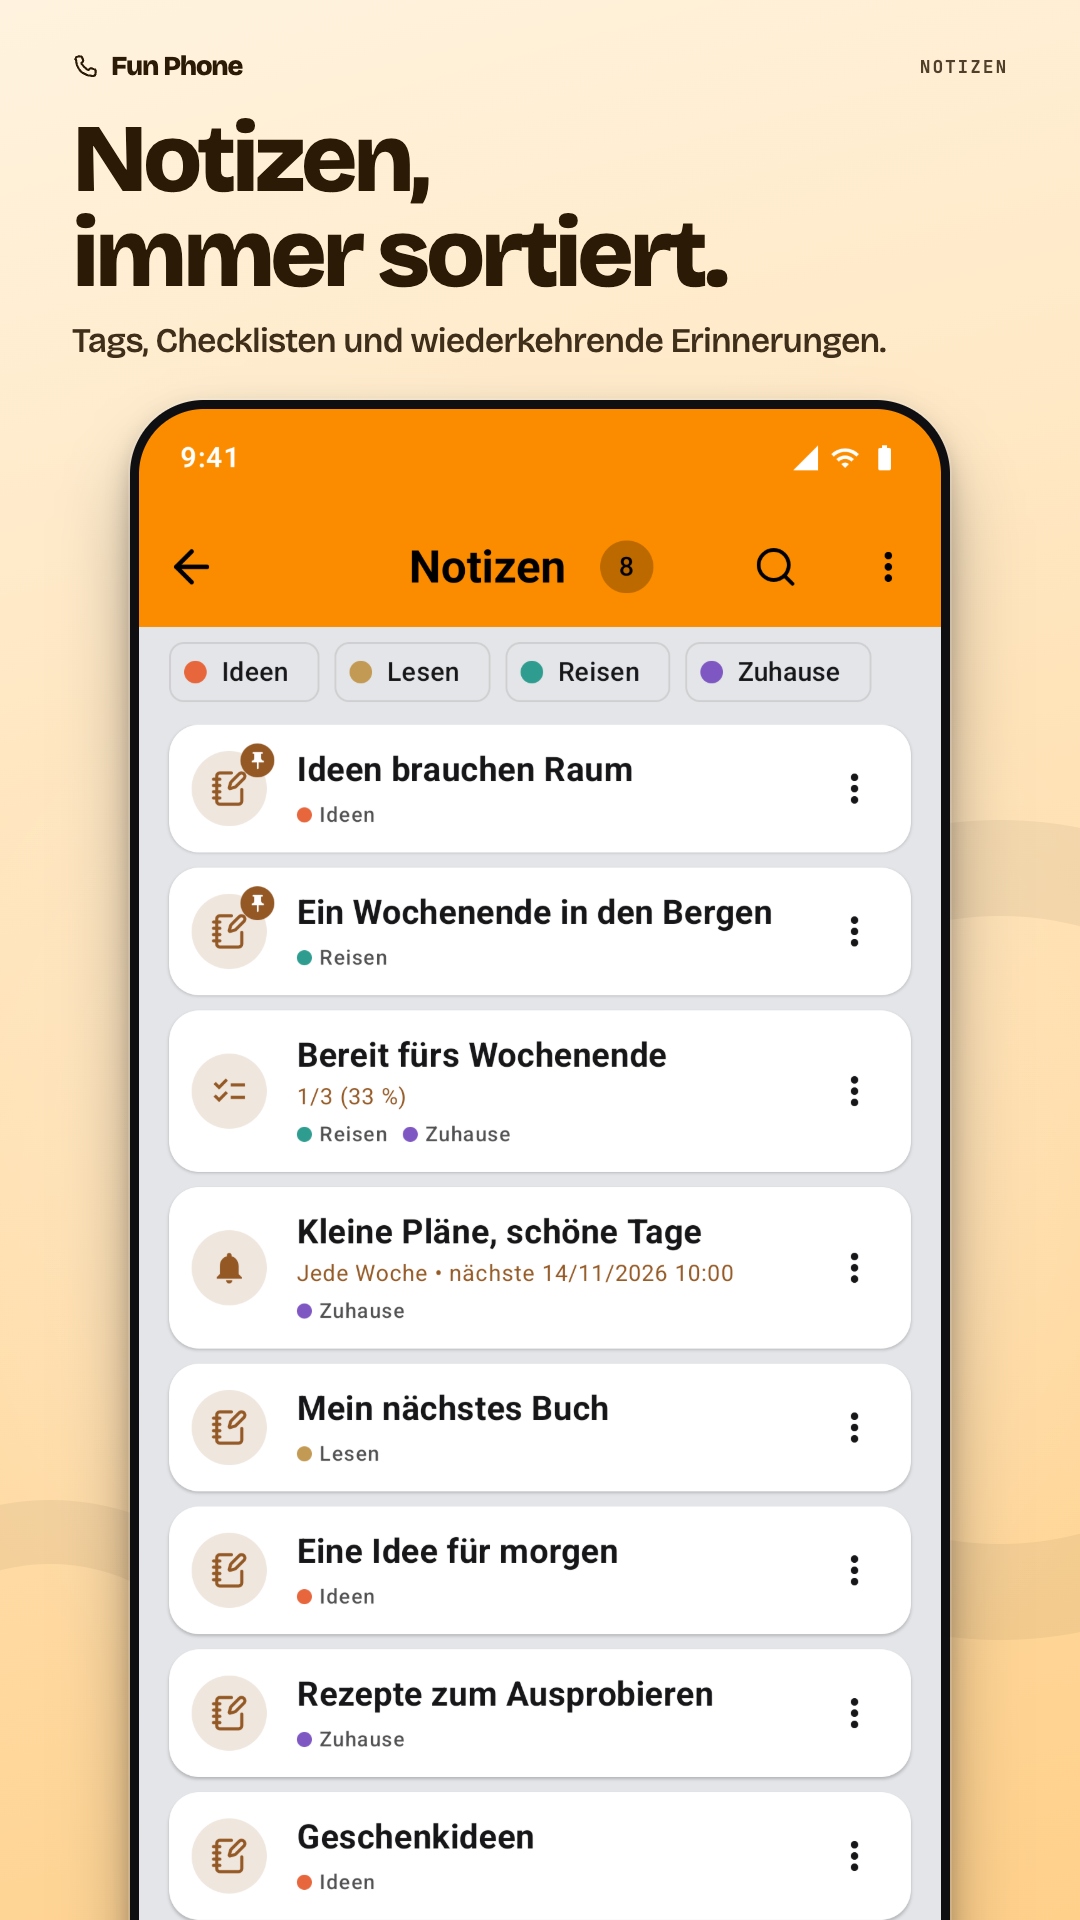 Fun Phone
NOTIZEN
Notizen,
immer sortiert.
Tags, Checklisten und wiederkehrende Erinnerungen.
9:41
Notizen 8
Ideen Lesen Reisen Zuhause
Ideen brauchen Raum
Ideen
Ein Wochenende in den Bergen
Reisen
Bereit fürs Wochenende
1/3 (33 %)
Reisen Zuhause
Kleine Pläne, schöne Tage
Jede Woche • nächste 14/11/2026 10:00
Zuhause
Mein nächstes Buch
Lesen
Eine Idee für morgen
Ideen
Rezepte zum Ausprobieren
Zuhause
Geschenkideen
Ideen